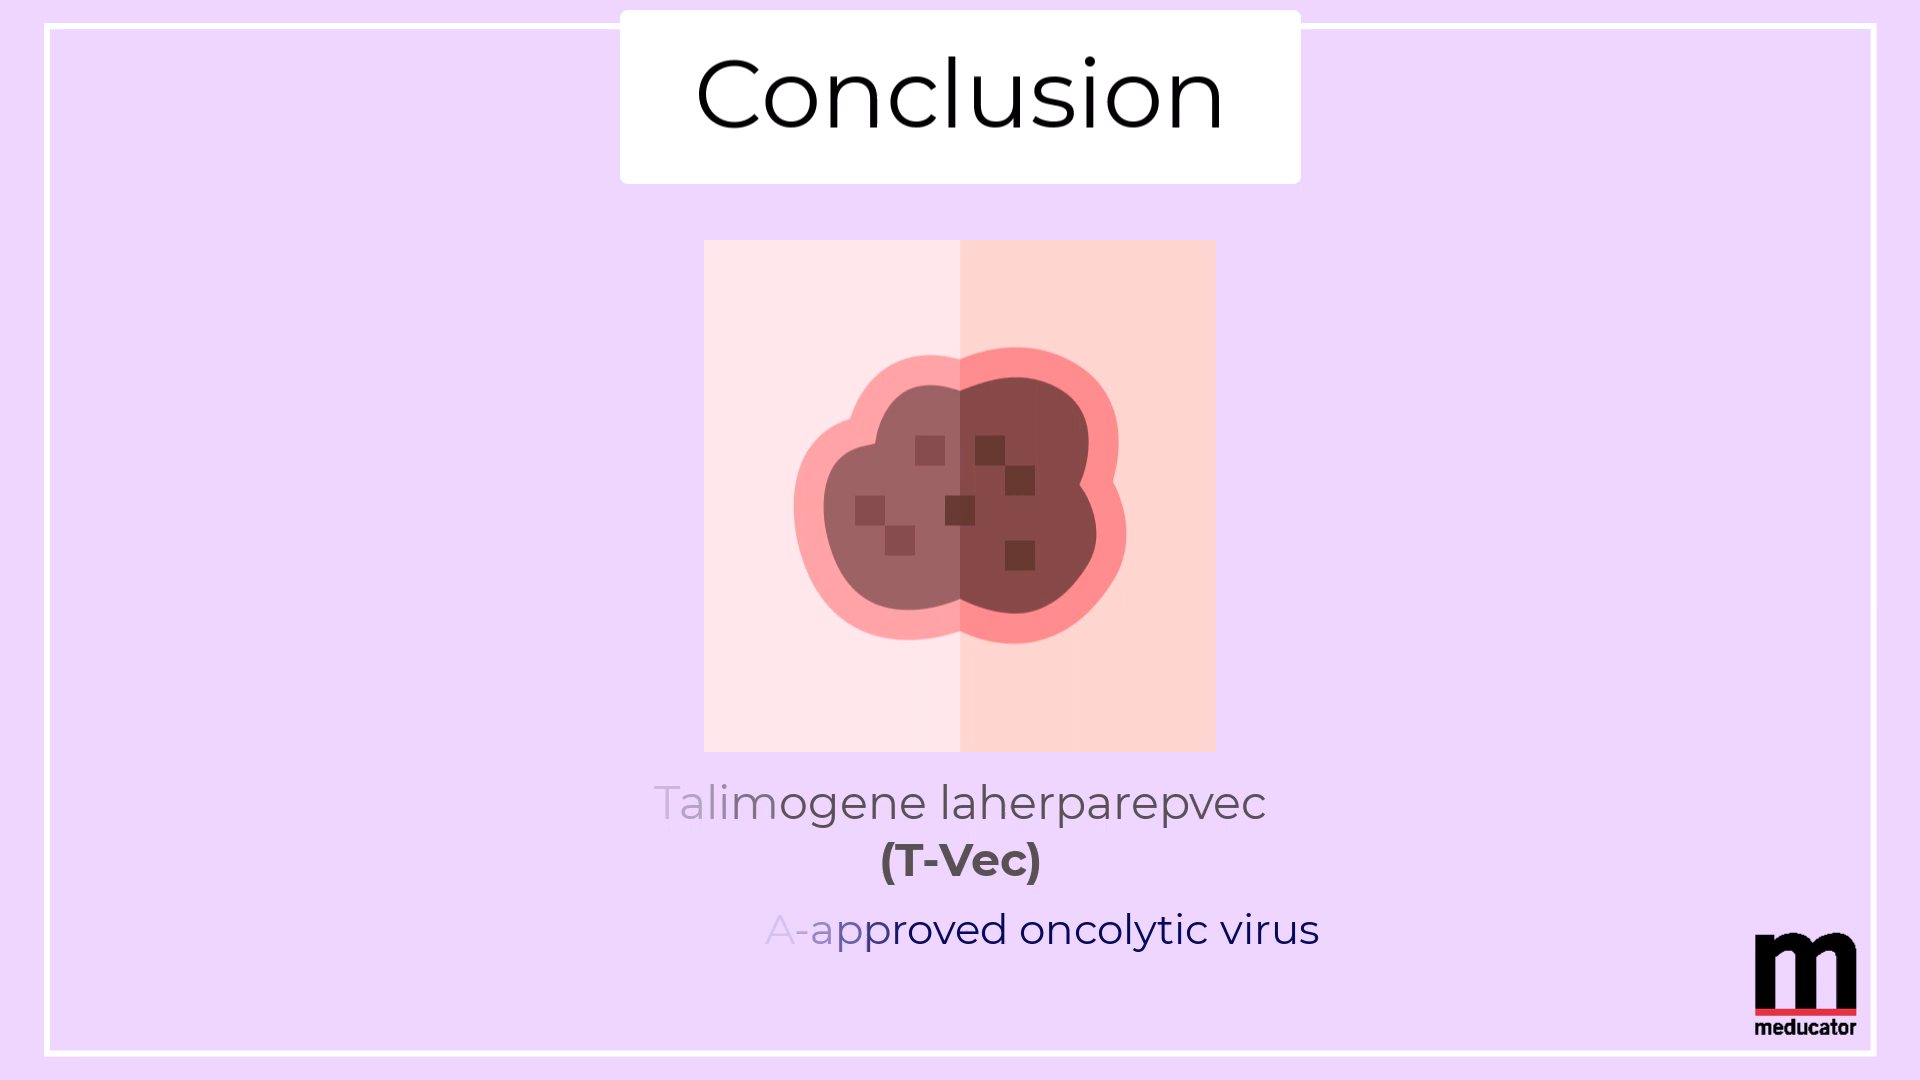 Conclusion
Talimogene laherparepvec
(T-Vec)
A-approved oncolytic virus
m
meducator